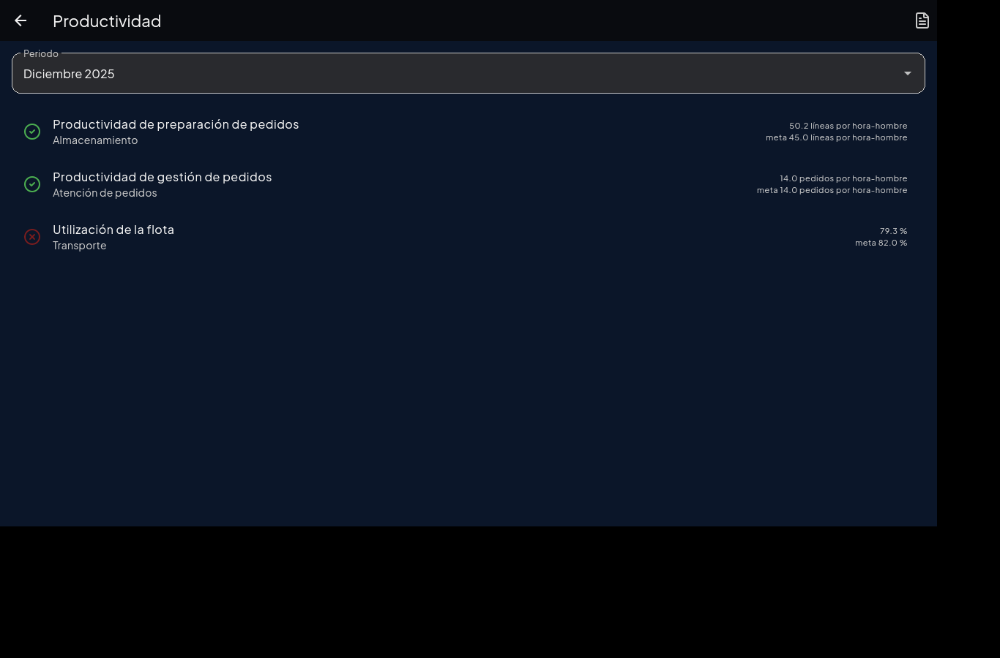 Productividad
Periodo
Diciembre 2025
Productividad de preparación de pedidos
Almacenamiento
50.2 líneas por hora-hombre
meta 45.0 líneas por hora-hombre
Productividad de gestión de pedidos
Atención de pedidos
14.0 pedidos por hora-hombre
meta 14.0 pedidos por hora-hombre
Utilización de la flota
Transporte
79.3 %
meta 82.0 %